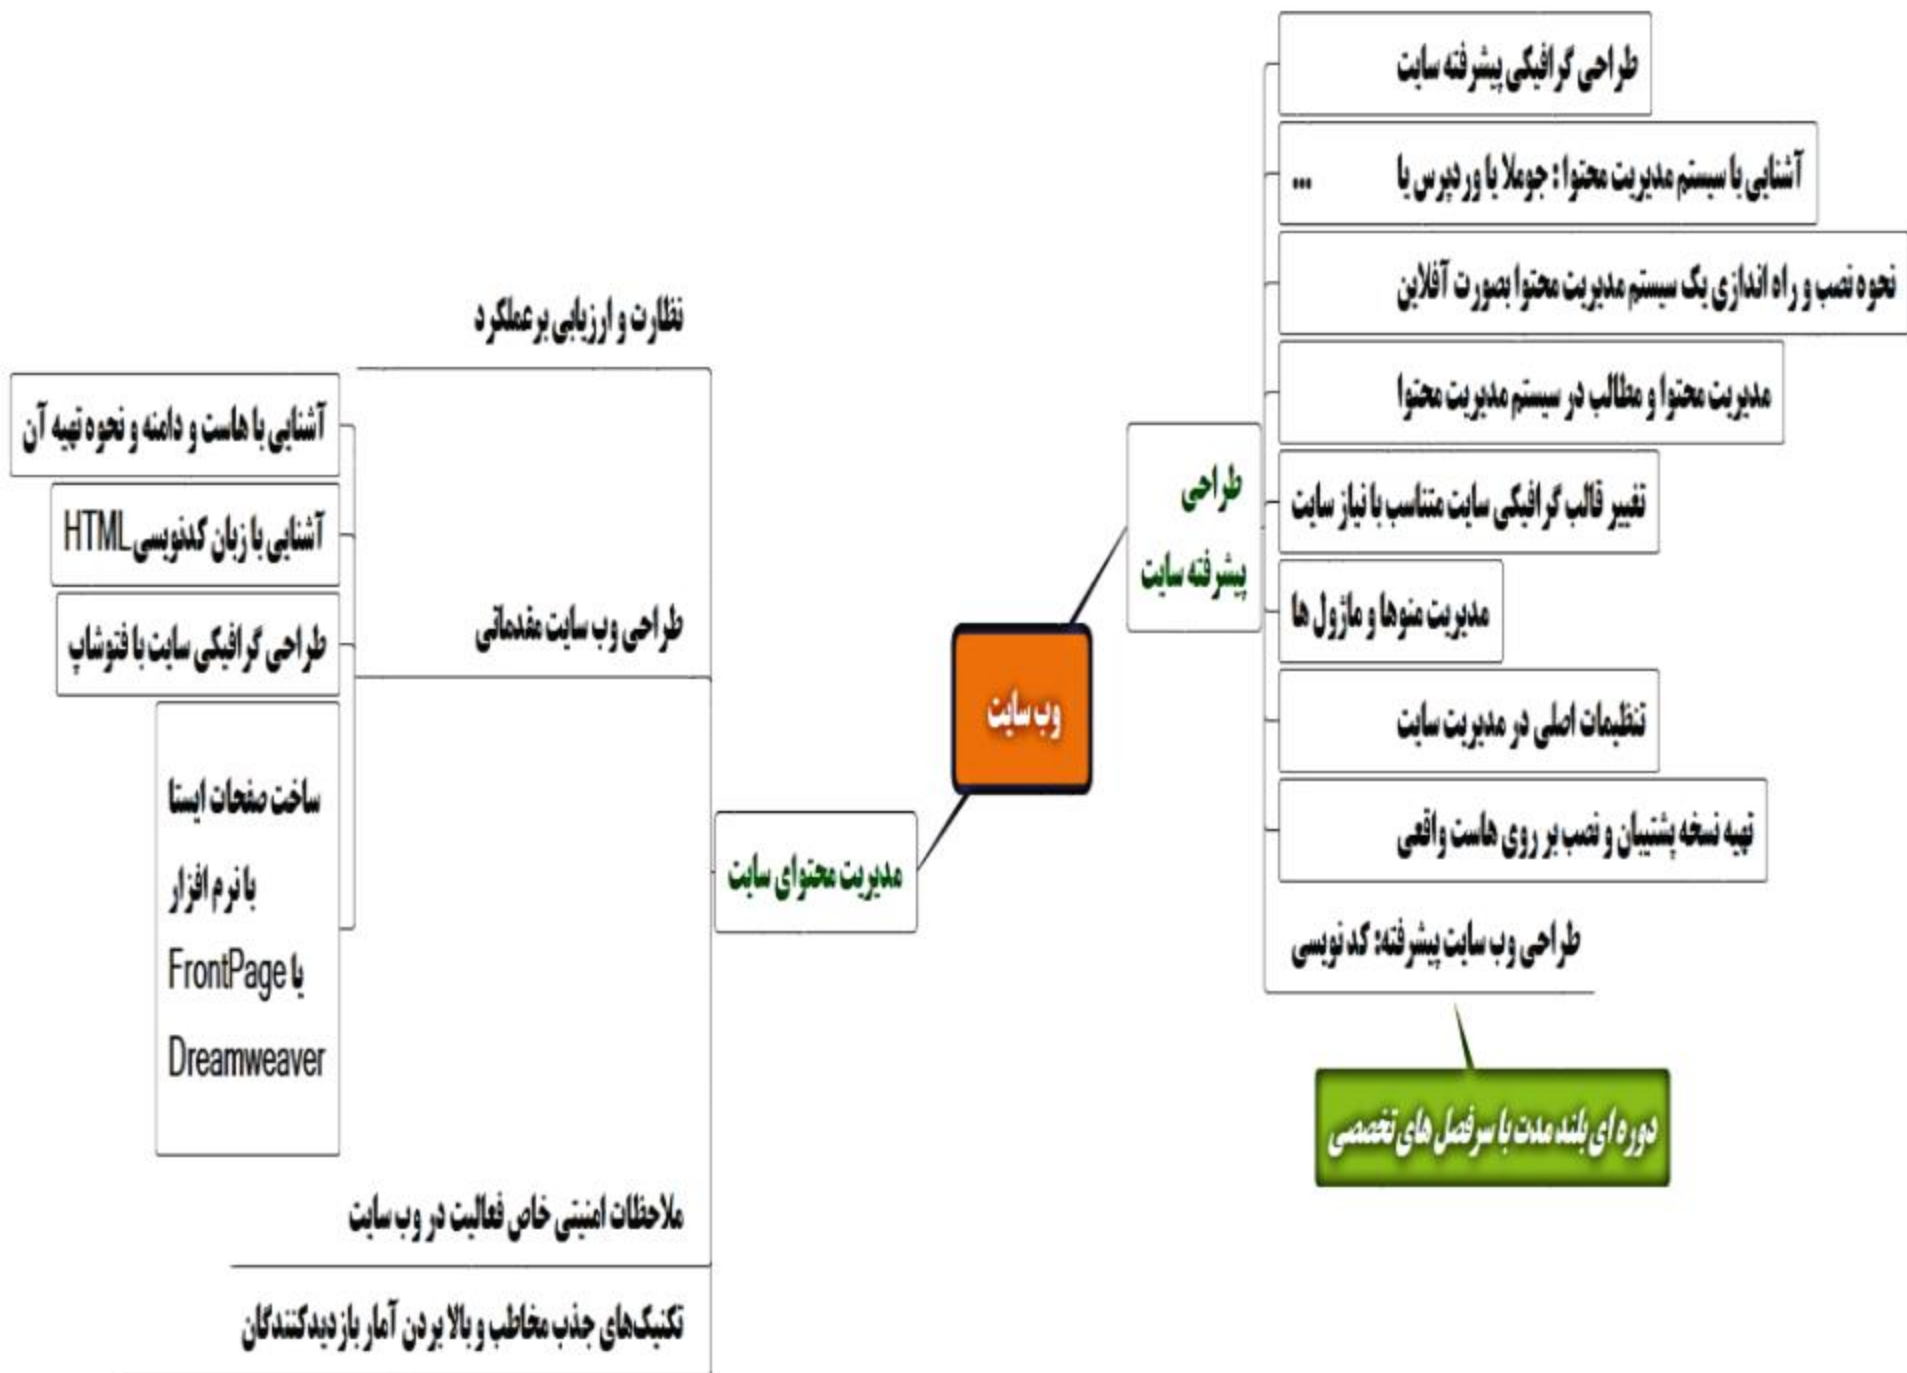 وب سایت
طراحی
پیشرفته سایت
طراحی گرافیکی پیشرفته سایت
آشنایی با سیستم مدیریت محتوا : جوملا یا وردپرس یا ...
نحوه نصب و راه اندازی یک سیستم مدیریت محتوا بصورت آفلاین
مدیریت محتوا و مطالب در سیستم مدیریت محتوا
تغییر قالب گرافیکی سایت متناسب با نیاز سایت
مدیریت منوها و ماژول ها
تنظیمات اصلی در مدیریت سایت
تهیه نسخه پشتیبان و نصب بر روی هاست واقعی
طراحی وب سایت پیشرفته: کد نویسی
دوره ای بلند مدت با سرفصل های تخصصی
مدیریت محتوای سایت
نظارت و ارزیابی بر عملکرد
طراحی وب سایت مقدماتی
آشنایی با هاست و دامنه و نحوه تهیه آن
آشنایی با زبان کدنویسی HTML
طراحی گرافیکی سایت با فتوشاپ
ساخت صفحات ایستا
با نرم افزار
FrontPage یا
Dreamweaver
ملاحظات امنیتی خاص فعالیت در وب سایت
تکنیک‌های جذب مخاطب و بالا بردن آمار بازدیدکنندگان